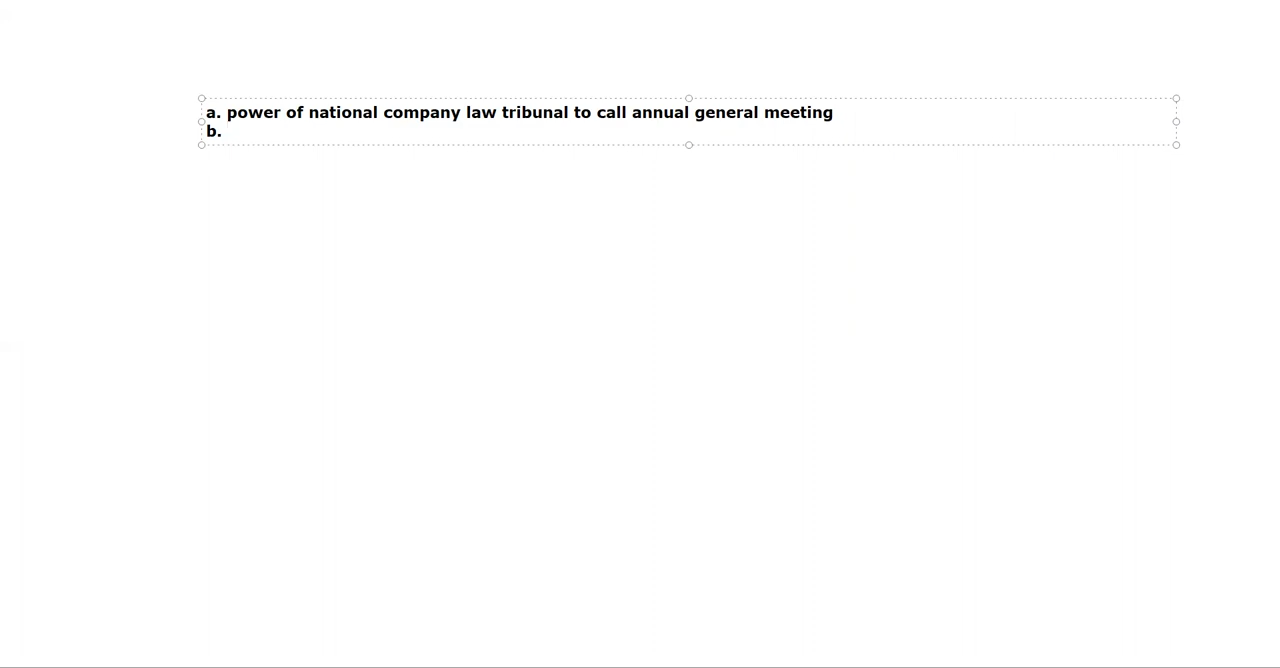 a. power of national company law tribunal to call annual general meeting
b.